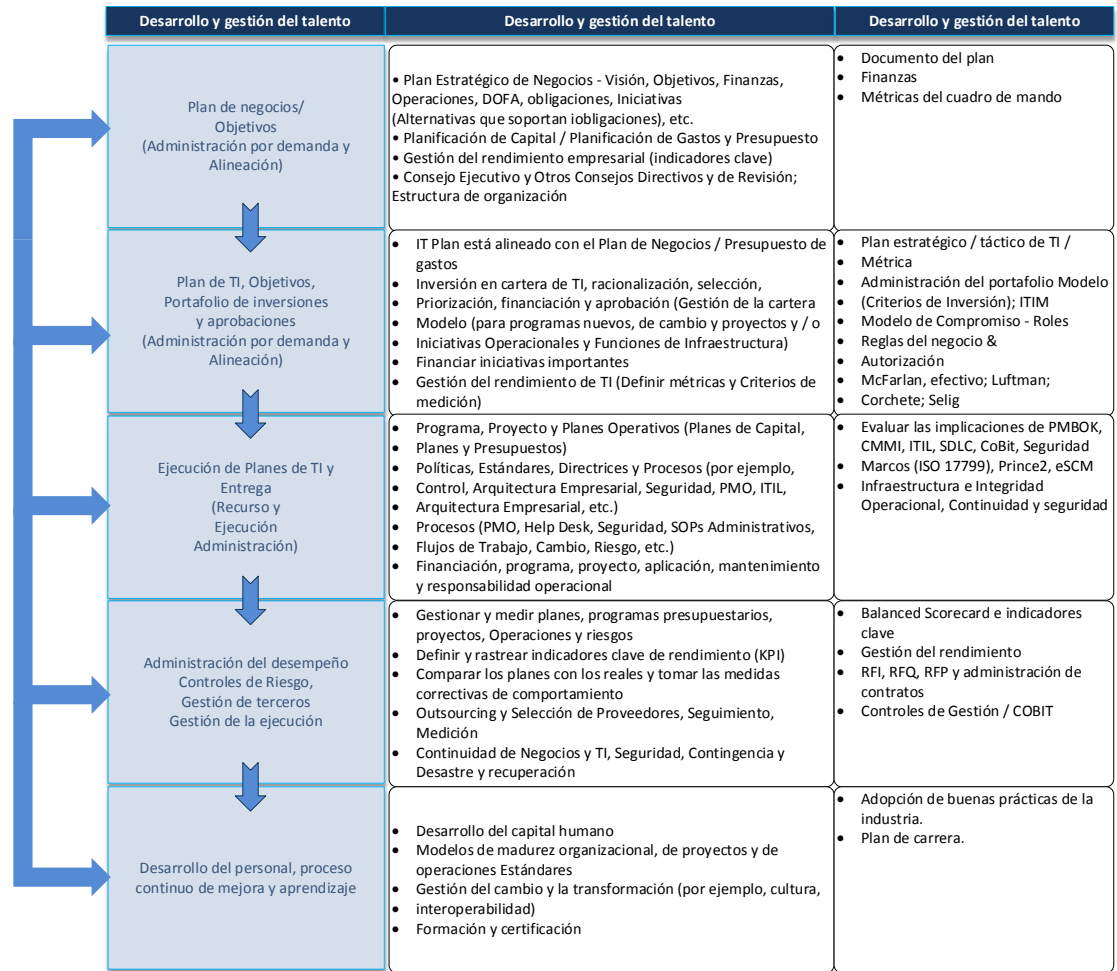 Desarrollo y gestión del talento
Desarrollo y gestión del talento
Desarrollo y gestión del talento
Plan de negocios/
Objetivos
(Administración por demanda y
Alineación)
• Plan Estratégico de Negocios - Visión, Objetivos, Finanzas,
Operaciones, DOFA, obligaciones, Iniciativas
(Alternativas que soportan iobligaciones), etc.
• Planificación de Capital / Planificación de Gastos y Presupuesto
• Gestión del rendimiento empresarial (indicadores clave)
• Consejo Ejecutivo y Otros Consejos Directivos y de Revisión;
Estructura de organización
• Documento del plan
• Finanzas
• Métricas del cuadro de mando
Plan de TI, Objetivos,
Portafolio de inversiones
y aprobaciones
(Administración por demanda y
Alineación)
• IT Plan está alineado con el Plan de Negocios / Presupuesto de
gastos
• Inversión en cartera de TI, racionalización, selección,
• Priorización, financiación y aprobación (Gestión de la cartera
• Modelo (para programas nuevos, de cambio y proyectos y / o
• Iniciativas Operacionales y Funciones de Infraestructura)
• Financiar iniciativas importantes
• Gestión del rendimiento de TI (Definir métricas y Criterios de
medición)
• Plan estratégico / táctico de TI /
• Métrica
• Administración del portafolio Modelo
• (Criterios de Inversión); ITIM
• Modelo de Compromiso - Roles
• Reglas del negocio &
• Autorización
• McFarlan, efectivo; Luftman;
• Corchete; Selig
Ejecución de Planes de TI y
Entrega
(Recurso y
Ejecución
Administración)
• Programa, Proyecto y Planes Operativos (Planes de Capital,
• Planes y Presupuestos)
• Políticas, Estándares, Directrices y Procesos (por ejemplo,
• Control, Arquitectura Empresarial, Seguridad, PMO, ITIL,
• Arquitectura Empresarial, etc.)
• Procesos (PMO, Help Desk, Seguridad, SOPs Administrativos,
• Flujos de Trabajo, Cambio, Riesgo, etc.)
• Financiación, programa, proyecto, aplicación, mantenimiento
y responsabilidad operacional
• Evaluar las implicaciones de PMBOK,
CMMI, ITIL, SDLC, CoBit, Seguridad
• Marcos (ISO 17799), Prince2, eSCM
• Infraestructura e Integridad
Operacional, Continuidad y seguridad
Administración del desempeño
Controles de Riesgo,
Gestión de terceros
Gestión de la ejecución
• Gestionar y medir planes, programas presupuestarios,
proyectos, Operaciones y riesgos
• Definir y rastrear indicadores clave de rendimiento (KPI)
• Comparar los planes con los reales y tomar las medidas
correctivas de comportamiento
• Outsourcing y Selección de Proveedores, Seguimiento,
Medición
• Continuidad de Negocios y TI, Seguridad, Contingencia y
Desastre y recuperación
• Balanced Scorecard e indicadores
clave
• Gestión del rendimiento
• RFI, RFQ, RFP y administración de
contratos
• Controles de Gestión / COBIT
Desarrollo del personal, proceso
continuo de mejora y aprendizaje
• Desarrollo del capital humano
• Modelos de madurez organizacional, de proyectos y de
operaciones Estándares
• Gestión del cambio y la transformación (por ejemplo, cultura,
• interoperabilidad)
• Formación y certificación
• Adopción de buenas prácticas de la
industria.
• Plan de carrera.